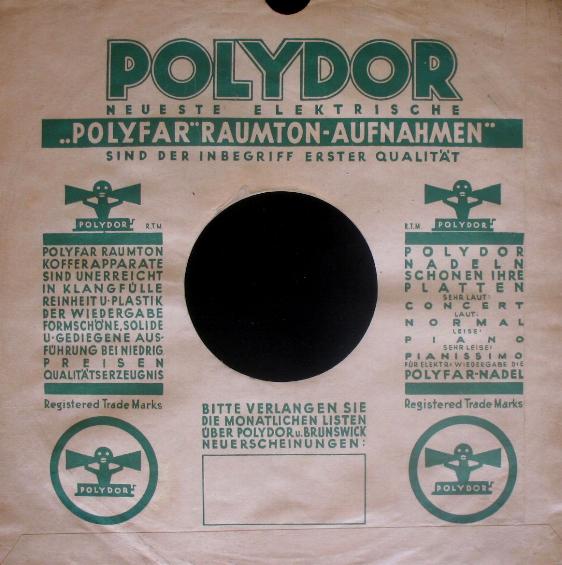 POLYDOR
NEUESTE ELEKTRISCHE
„POLYFAR" RAUMTON-AUFNAHMEN"
SIND DER INBEGRIFF ERSTER QUALITÄT
POLYDOR
R.T.M.
POLYFAR RAUMTON
KOFFERAPPARATE
SIND UNERREICHT
IN KLANGFÜLLE
REINHEIT U·PLASTIK
DER WIEDERGABE
FORMSCHÖNE, SOLIDE
U·GEDIEGENE AUS-
FÜHRUNG BEI NIEDRIG
PREISEN
QUALITÄTSERZEUGNIS
Registered Trade Marks
POLYDOR
R.T.M.
POLYDOR
POLYDOR
NADELN
SCHONEN IHRE
PLATTEN
SEHR LAUT:
CONCERT
LAUT:
NORMAL
LEISE:
PIANO
SEHR LEISE:
PIANISSIMO
FÜR ELEKTR· WIEDERGABE DIE
POLYFAR-NADEL
Registered Trade Marks
POLYDOR
BITTE VERLANGEN SIE
DIE MONATLICHEN LISTEN
ÜBER POLYDOR u. BRUNSWICK
NEUERSCHEINUNGEN: